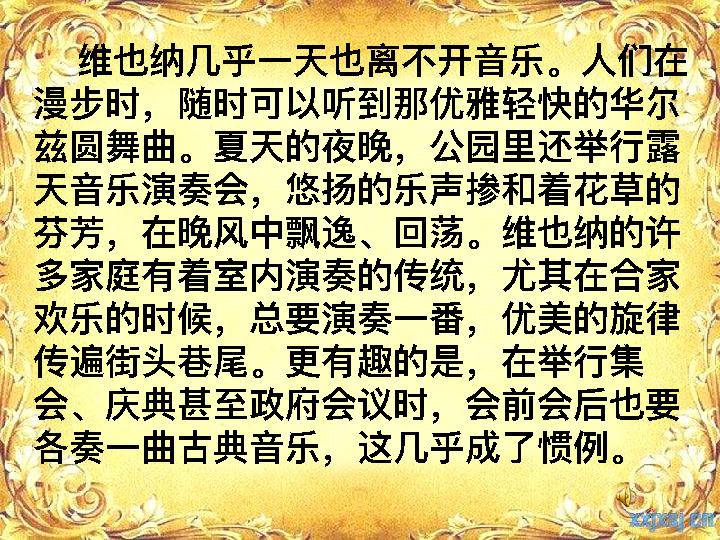 维也纳几乎一天也离不开音乐。人们在
漫步时，随时可以听到那优雅轻快的华尔
兹圆舞曲。夏天的夜晚，公园里还举行露
天音乐演奏会，悠扬的乐声掺和着花草的
芬芳，在晚风中飘逸、回荡。维也纳的许
多家庭有着室内演奏的传统，尤其在合家
欢乐的时候，总要演奏一番，优美的旋律
传遍街头巷尾。更有趣的是，在举行集
会、庆典甚至政府会议时，会前会后也要
各奏一曲古典音乐，这几乎成了惯例。